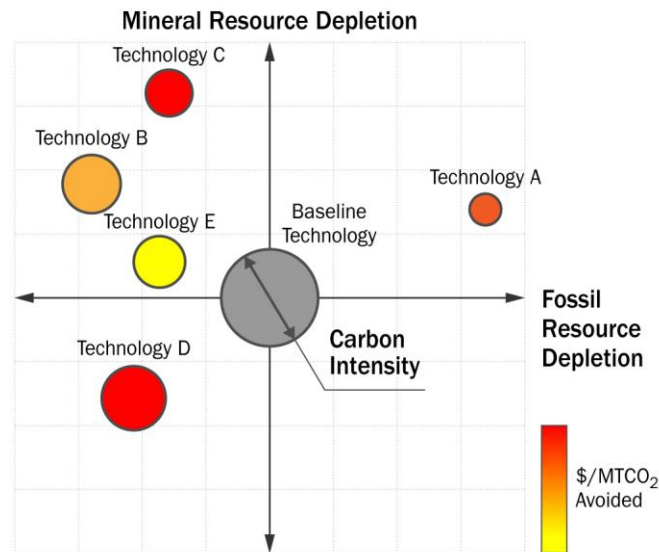 Mineral Resource Depletion
Technology C
Technology B
Technology A
Technology E
Baseline
Technology
Fossil
Resource
Depletion
Carbon
Intensity
Technology D
$/MTCO₂
Avoided